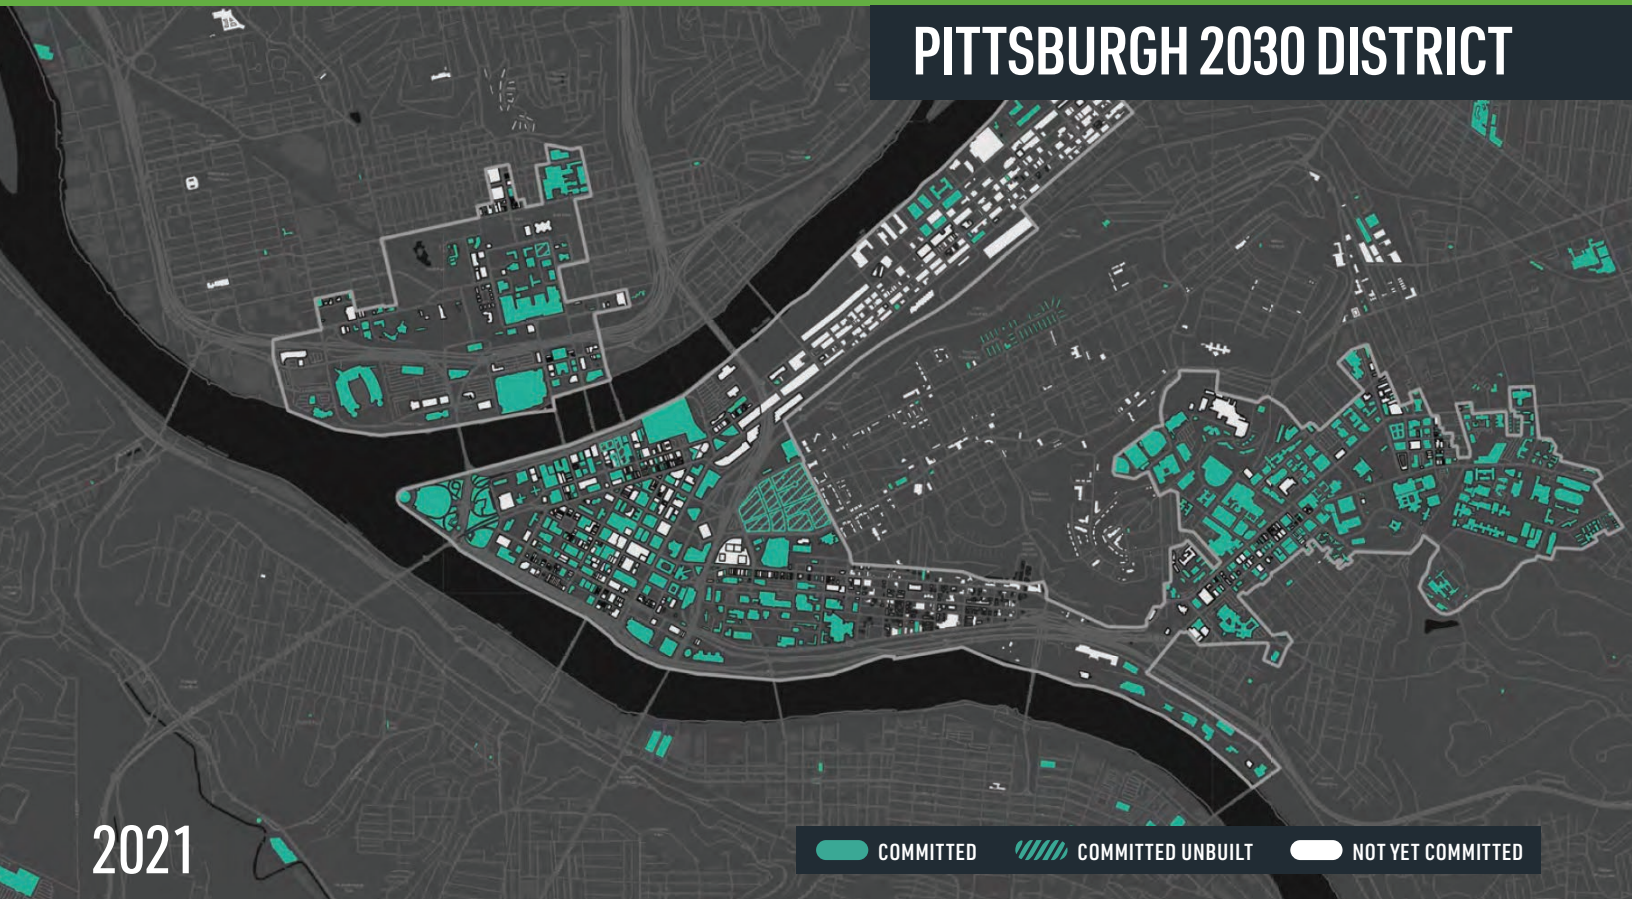 PITTSBURGH 2030 DISTRICT
2021
COMMITTED
COMMITTED UNBUILT
NOT YET COMMITTED